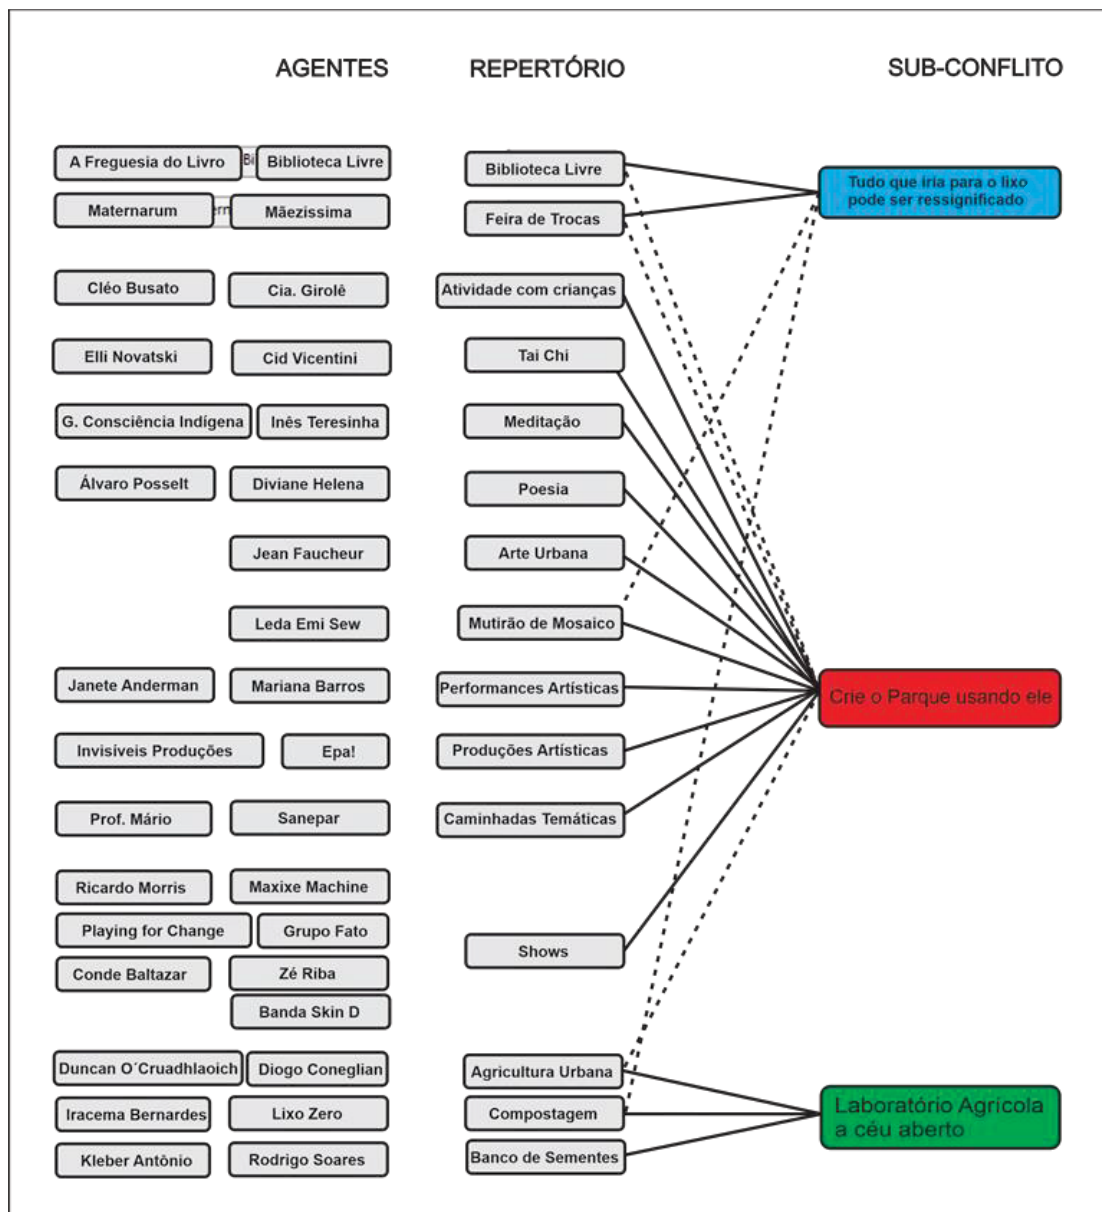 AGENTES REPERTÓRIO SUB-CONFLITO
A Freguesia do Livro Bi Biblioteca Livre Biblioteca Livre
Tudo que iria para o lixo
pode ser ressignificado
Maternarum ern Mãezissima Feira de Trocas
Cléo Busato Cia. Girolê Atividade com crianças
Elli Novatski Cid Vicentini Tai Chi
G. Consciência Indígena Inês Teresinha Meditação
Álvaro Posselt Diviane Helena Poesia
Jean Faucheur Arte Urbana
Leda Emi Sew Mutirão de Mosaico
Janete Anderman Mariana Barros Performances Artísticas Crie o Parque usando ele
Invisíveis Produções Epa! Produções Artísticas
Prof. Mário Sanepar Caminhadas Temáticas
Ricardo Morris Maxixe Machine
Playing for Change Grupo Fato Shows
Conde Baltazar Zé Riba
Banda Skin D
Duncan O´Cruadhlaoich Diogo Coneglian Agricultura Urbana
Iracema Bernardes Lixo Zero Compostagem
Laboratório Agrícola
a céu aberto
Kleber Antônio Rodrigo Soares Banco de Sementes